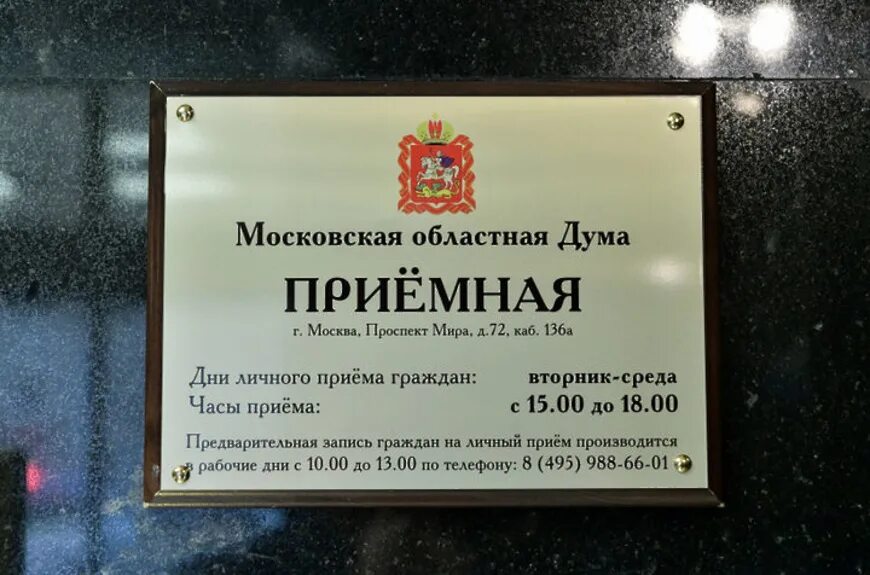 Московская областная Дума
ПРИЁМНАЯ
г. Москва, Проспект Мира, д.72, каб. 136а
Дни личного приёма граждан: вторник-среда
Часы приёма: с 15.00 до 18.00
Предварительная запись граждан на личный приём производится
в рабочие дни с 10.00 до 13.00 по телефону: 8 (495) 988-66-01